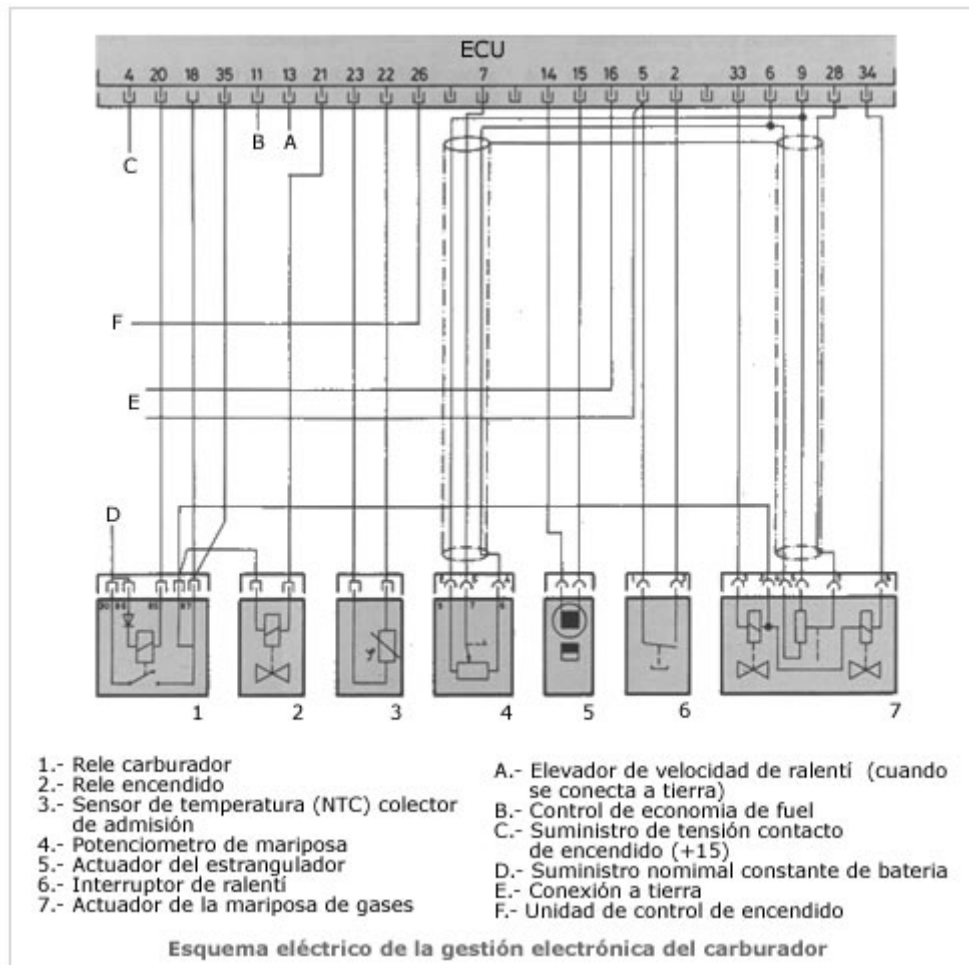 ECU
4 20 18 35 11 13 21 23 22 26 7 14 15 16 5 2 33 6 9 28 34
B A
C
F
E
D
30 86 85 87
5 7 6
1 2 3 4 5 6 7
1.- Rele carburador
2.- Rele encendido
3.- Sensor de temperatura (NTC) colector
de admisión
4.- Potenciometro de mariposa
5.- Actuador del estrangulador
6.- Interruptor de ralentí
7.- Actuador de la mariposa de gases
A.- Elevador de velocidad de ralentí (cuando
se conecta a tierra)
B.- Control de economia de fuel
C.- Suministro de tensión contacto
de encendido (+15)
D.- Suministro nomimal constante de bateria
E.- Conexión a tierra
F.- Unidad de control de encendido
Esquema eléctrico de la gestión electrónica del carburador